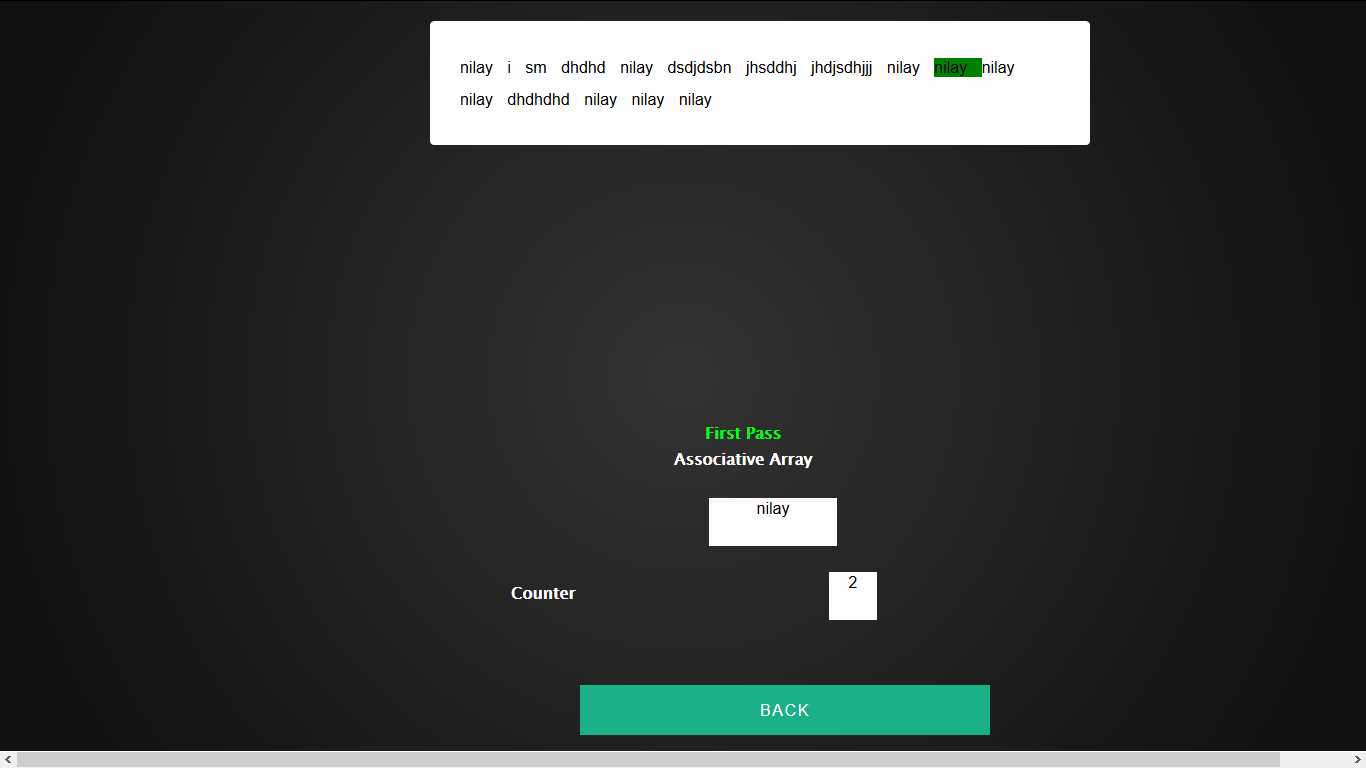 nilay i sm dhdhd nilay dsdjdsbn jhsddhj jhdjsdhjjj nilay nilay nilay
nilay dhdhdhd nilay nilay nilay
First Pass
Associative Array
nilay
Counter 2
BACK